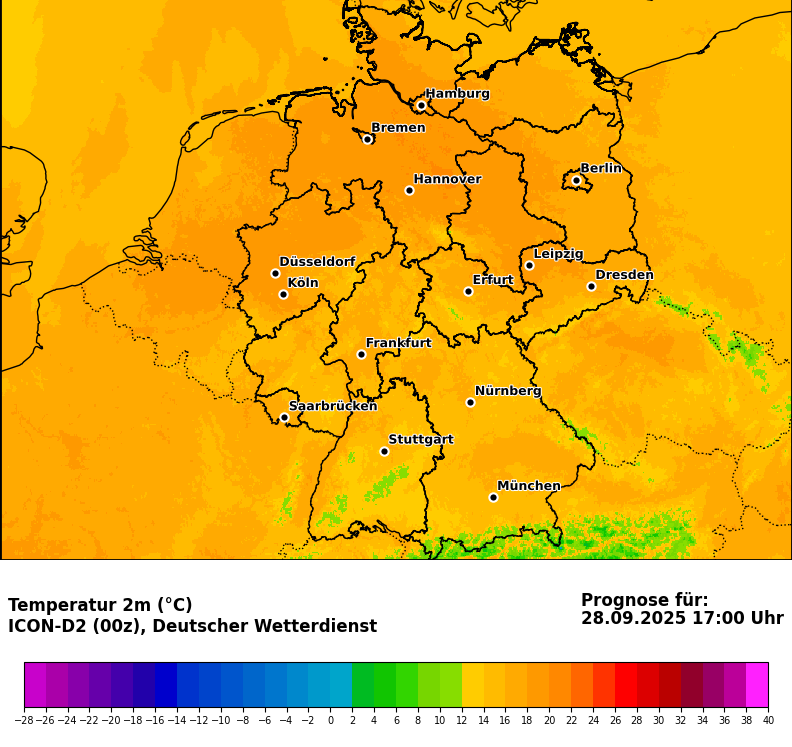 Hamburg
Bremen
Berlin
Hannover
Leipzig
Düsseldorf
Dresden
Köln
Erfurt
Frankfurt
Nürnberg
Saarbrücken
Stuttgart
München
Temperatur 2m (°C)
ICON-D2 (00z), Deutscher Wetterdienst
Prognose für:
28.09.2025 17:00 Uhr
−28 −26 −24 −22 −20 −18 −16 −14 −12 −10 −8 −6 −4 −2 0 2 4 6 8 10 12 14 16 18 20 22 24 26 28 30 32 34 36 38 40